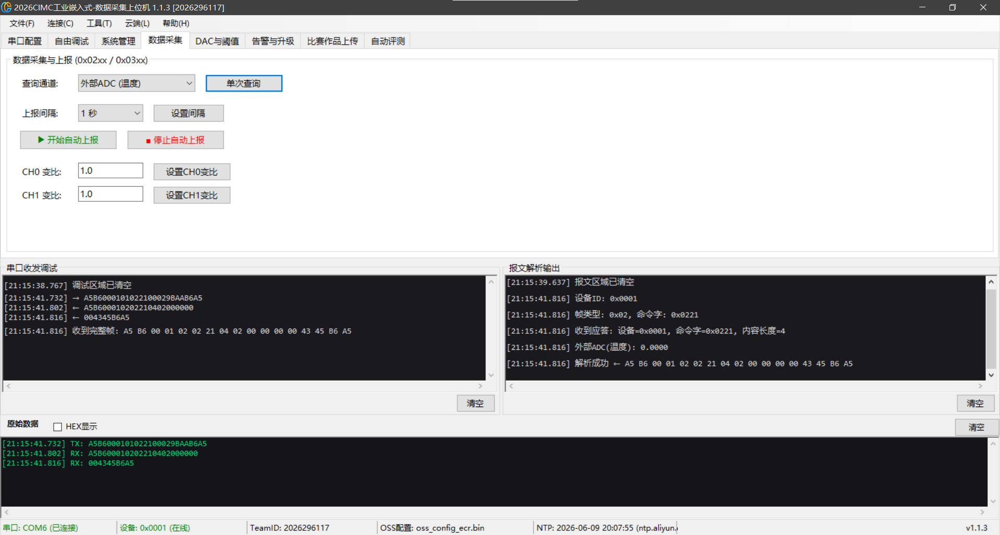 2026CIMC工业嵌入式-数据采集上位机 1.1.3 [2026296117]
文件(F) 连接(C) 工具(T) 云端(L) 帮助(H)
串口配置 自由调试 系统管理 数据采集 DAC与阈值 告警与升级 比赛作品上传 自动评测
数据采集与上报 (0x02xx / 0x03xx)
查询通道: 外部ADC (温度) 单次查询
上报间隔: 1 秒 设置间隔
▶ 开始自动上报 ■ 停止自动上报
CH0 变比: 1.0 设置CH0变比
CH1 变比: 1.0 设置CH1变比
串口收发调试
[21:15:38.767] 调试区域已清空
[21:15:41.732] → A5B6000101022100029BAAB6A5
[21:15:41.802] ← A5B600010202210402000000
[21:15:41.816] ← 004345B6A5
[21:15:41.816] 收到完整帧: A5 B6 00 01 02 02 21 04 02 00 00 00 00 43 45 B6 A5
清空
报文解析输出
[21:15:39.637] 报文区域已清空
[21:15:41.816] 设备ID: 0x0001
[21:15:41.816] 帧类型: 0x02, 命令字: 0x0221
[21:15:41.816] 收到应答: 设备=0x0001, 命令字=0x0221, 内容长度=4
[21:15:41.816] 外部ADC(温度): 0.0000
[21:15:41.816] 解析成功 ← A5 B6 00 01 02 02 21 04 02 00 00 00 00 43 45 B6 A5
清空
原始数据 HEX显示 清空
[21:15:41.732] TX: A5B6000101022100029BAAB6A5
[21:15:41.802] RX: A5B600010202210402000000
[21:15:41.816] RX: 004345B6A5
串口: COM6 (已连接) 设备: 0x0001 (在线) TeamID: 2026296117 OSS配置: oss_config_ecr.bin NTP: 2026-06-09 20:07:55 (ntp.aliyun. v1.1.3